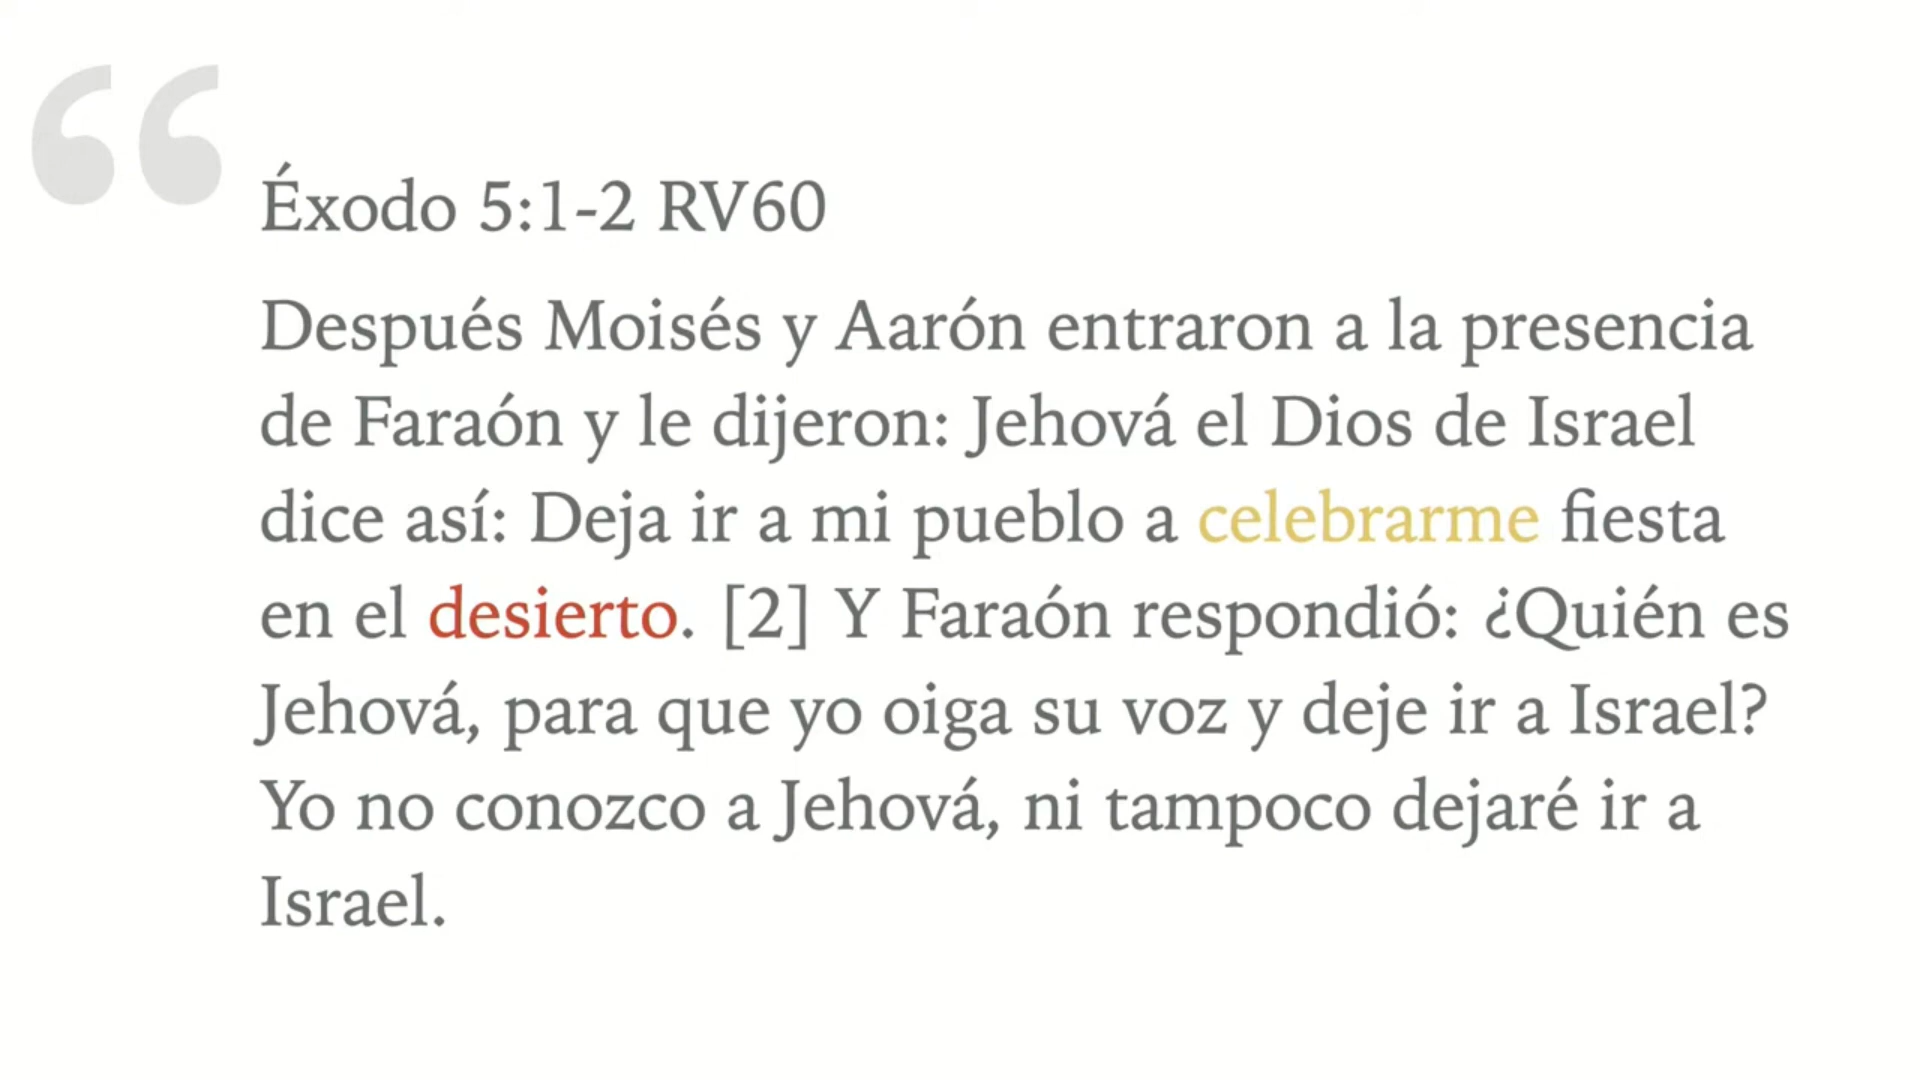 “
Éxodo 5:1-2 RV60
Después Moisés y Aarón entraron a la presencia
de Faraón y le dijeron: Jehová el Dios de Israel
dice así: Deja ir a mi pueblo a celebrarme fiesta
en el desierto. [2] Y Faraón respondió: ¿Quién es
Jehová, para que yo oiga su voz y deje ir a Israel?
Yo no conozco a Jehová, ni tampoco dejaré ir a
Israel.